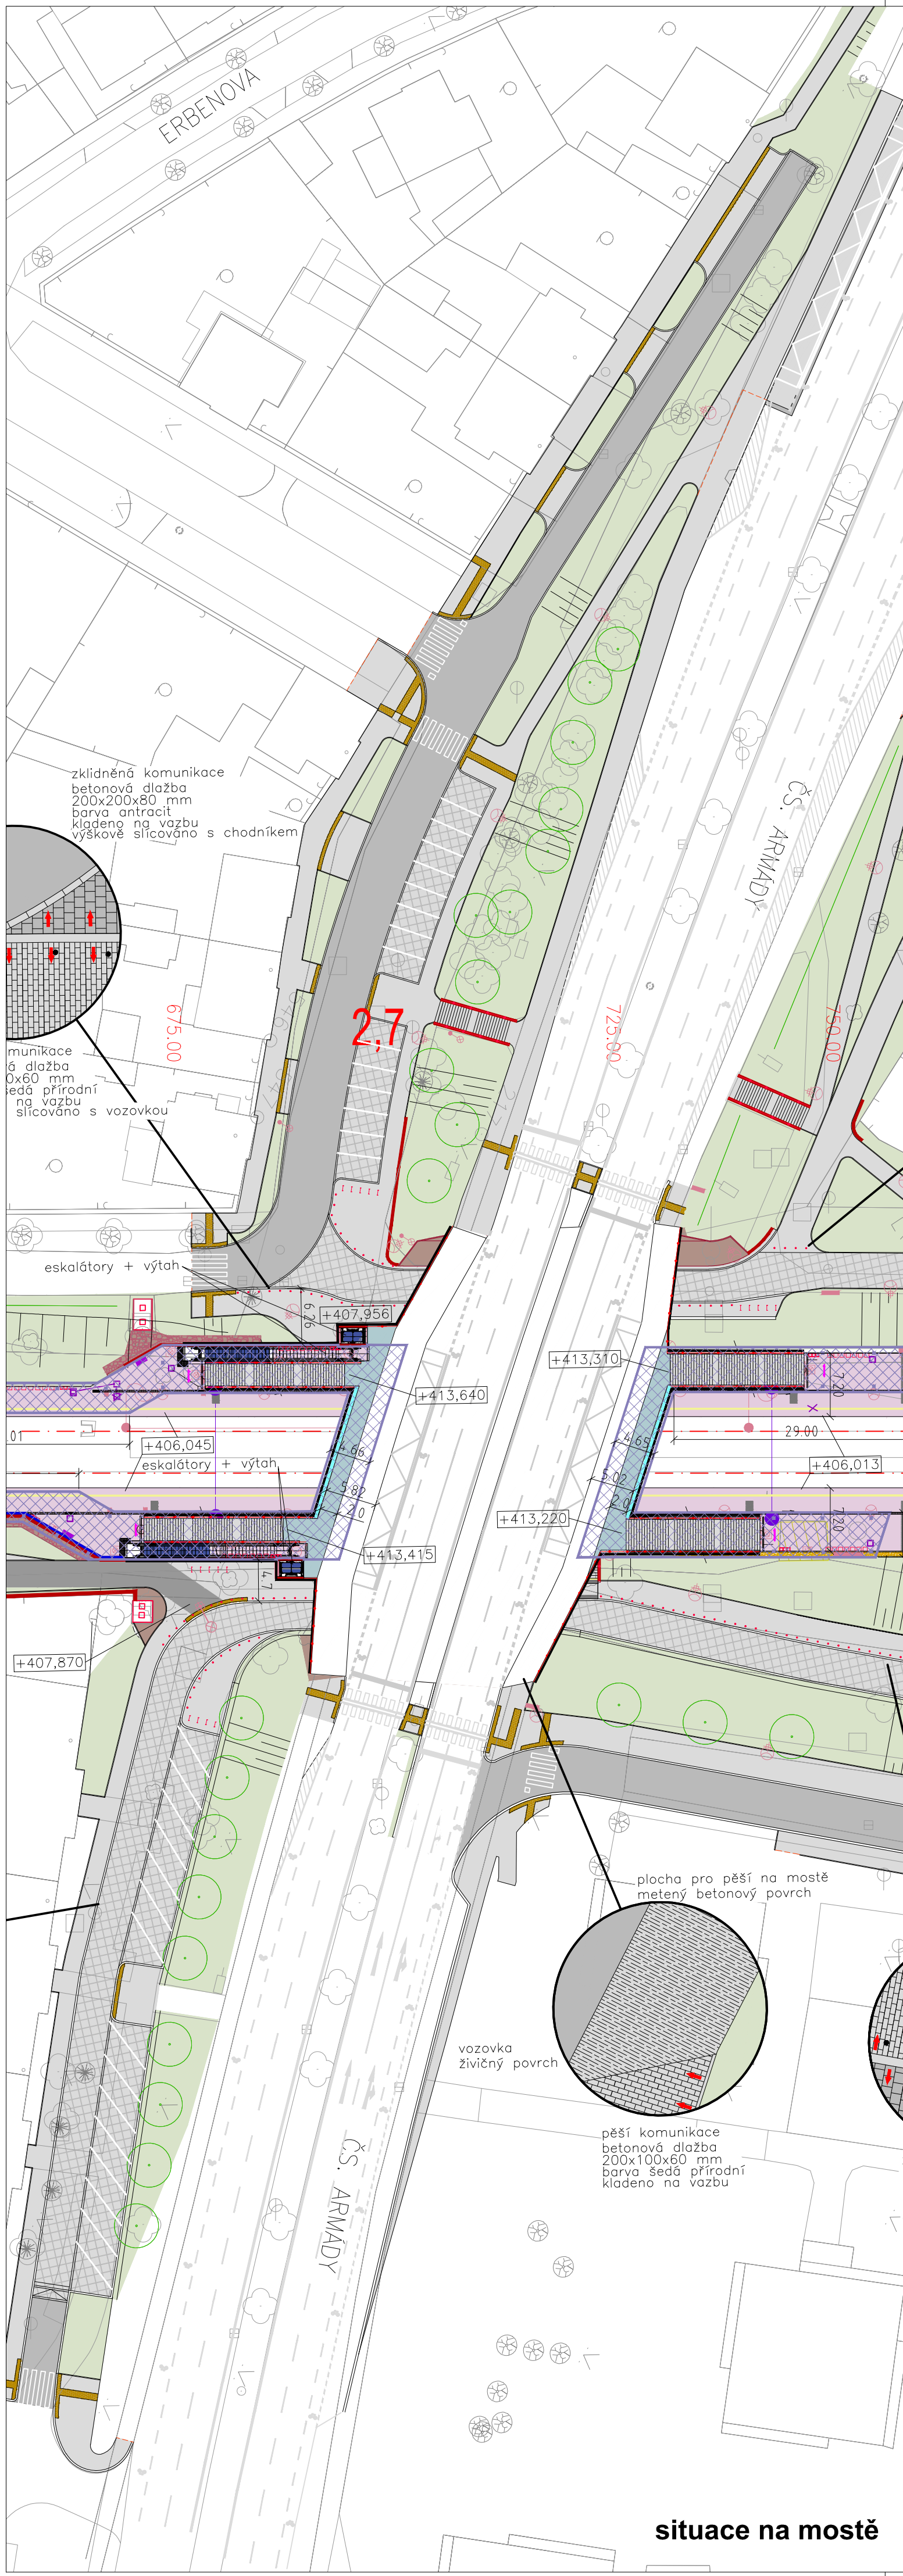 ERBENOVA
ČS. ARMÁDY
zklidněná komunikace
betonová dlažba
200x200x80 mm
barva antracit
kladeno na vazbu
výškově slícováno s chodníkem
675.00
2,7
725.00
750.00
munikace
á dlažba
0x60 mm
šedá přírodní
na vazbu
slícováno s vozovkou
eskalátory + výtah
6.26
+407,956
+413,310
+413,640
7.20
29.00
.01
+406,045
eskalátory + výtah
4.66
4.65
+406,013
5.82
5.02
2.0
2.0
+413,220
7.20
+413,415
4.7
+407,870
plocha pro pěší na mostě
metený betonový povrch
vozovka
živičný povrch
pěší komunikace
betonová dlažba
200x100x60 mm
barva šedá přírodní
kladeno na vazbu
ČS. ARMÁDY
situace na mostě